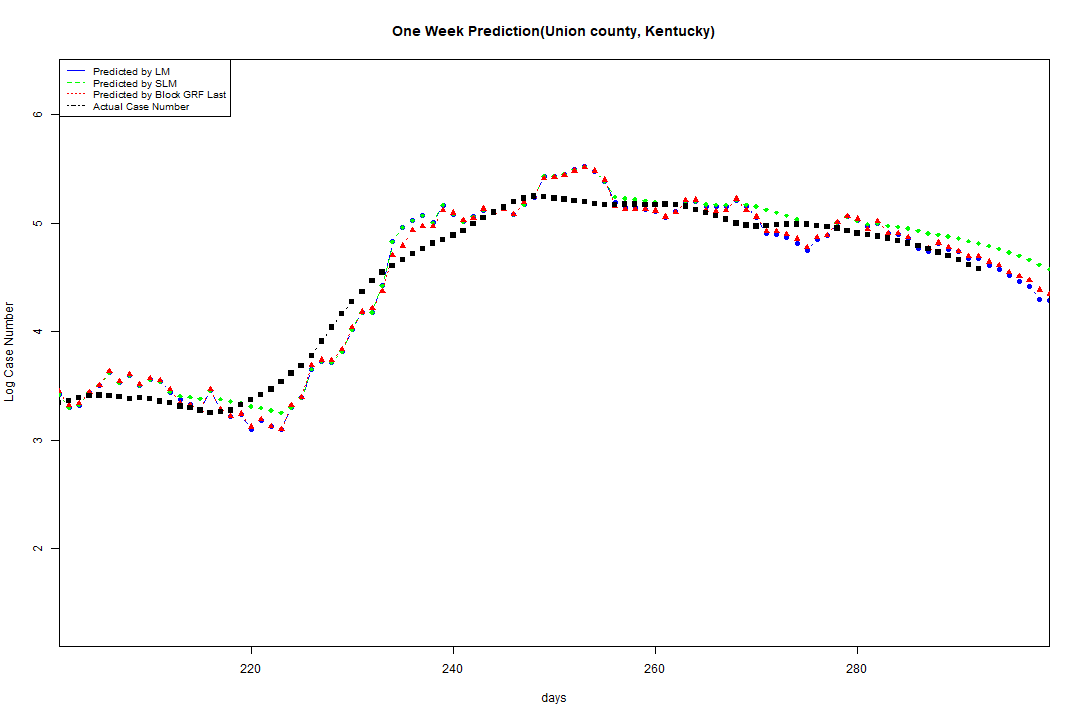 One Week Prediction(Union county, Kentucky)
Predicted by LM
Predicted by SLM
Predicted by Block GRF Last
Actual Case Number
6
5
4
3
2
Log Case Number
220 240 260 280
days